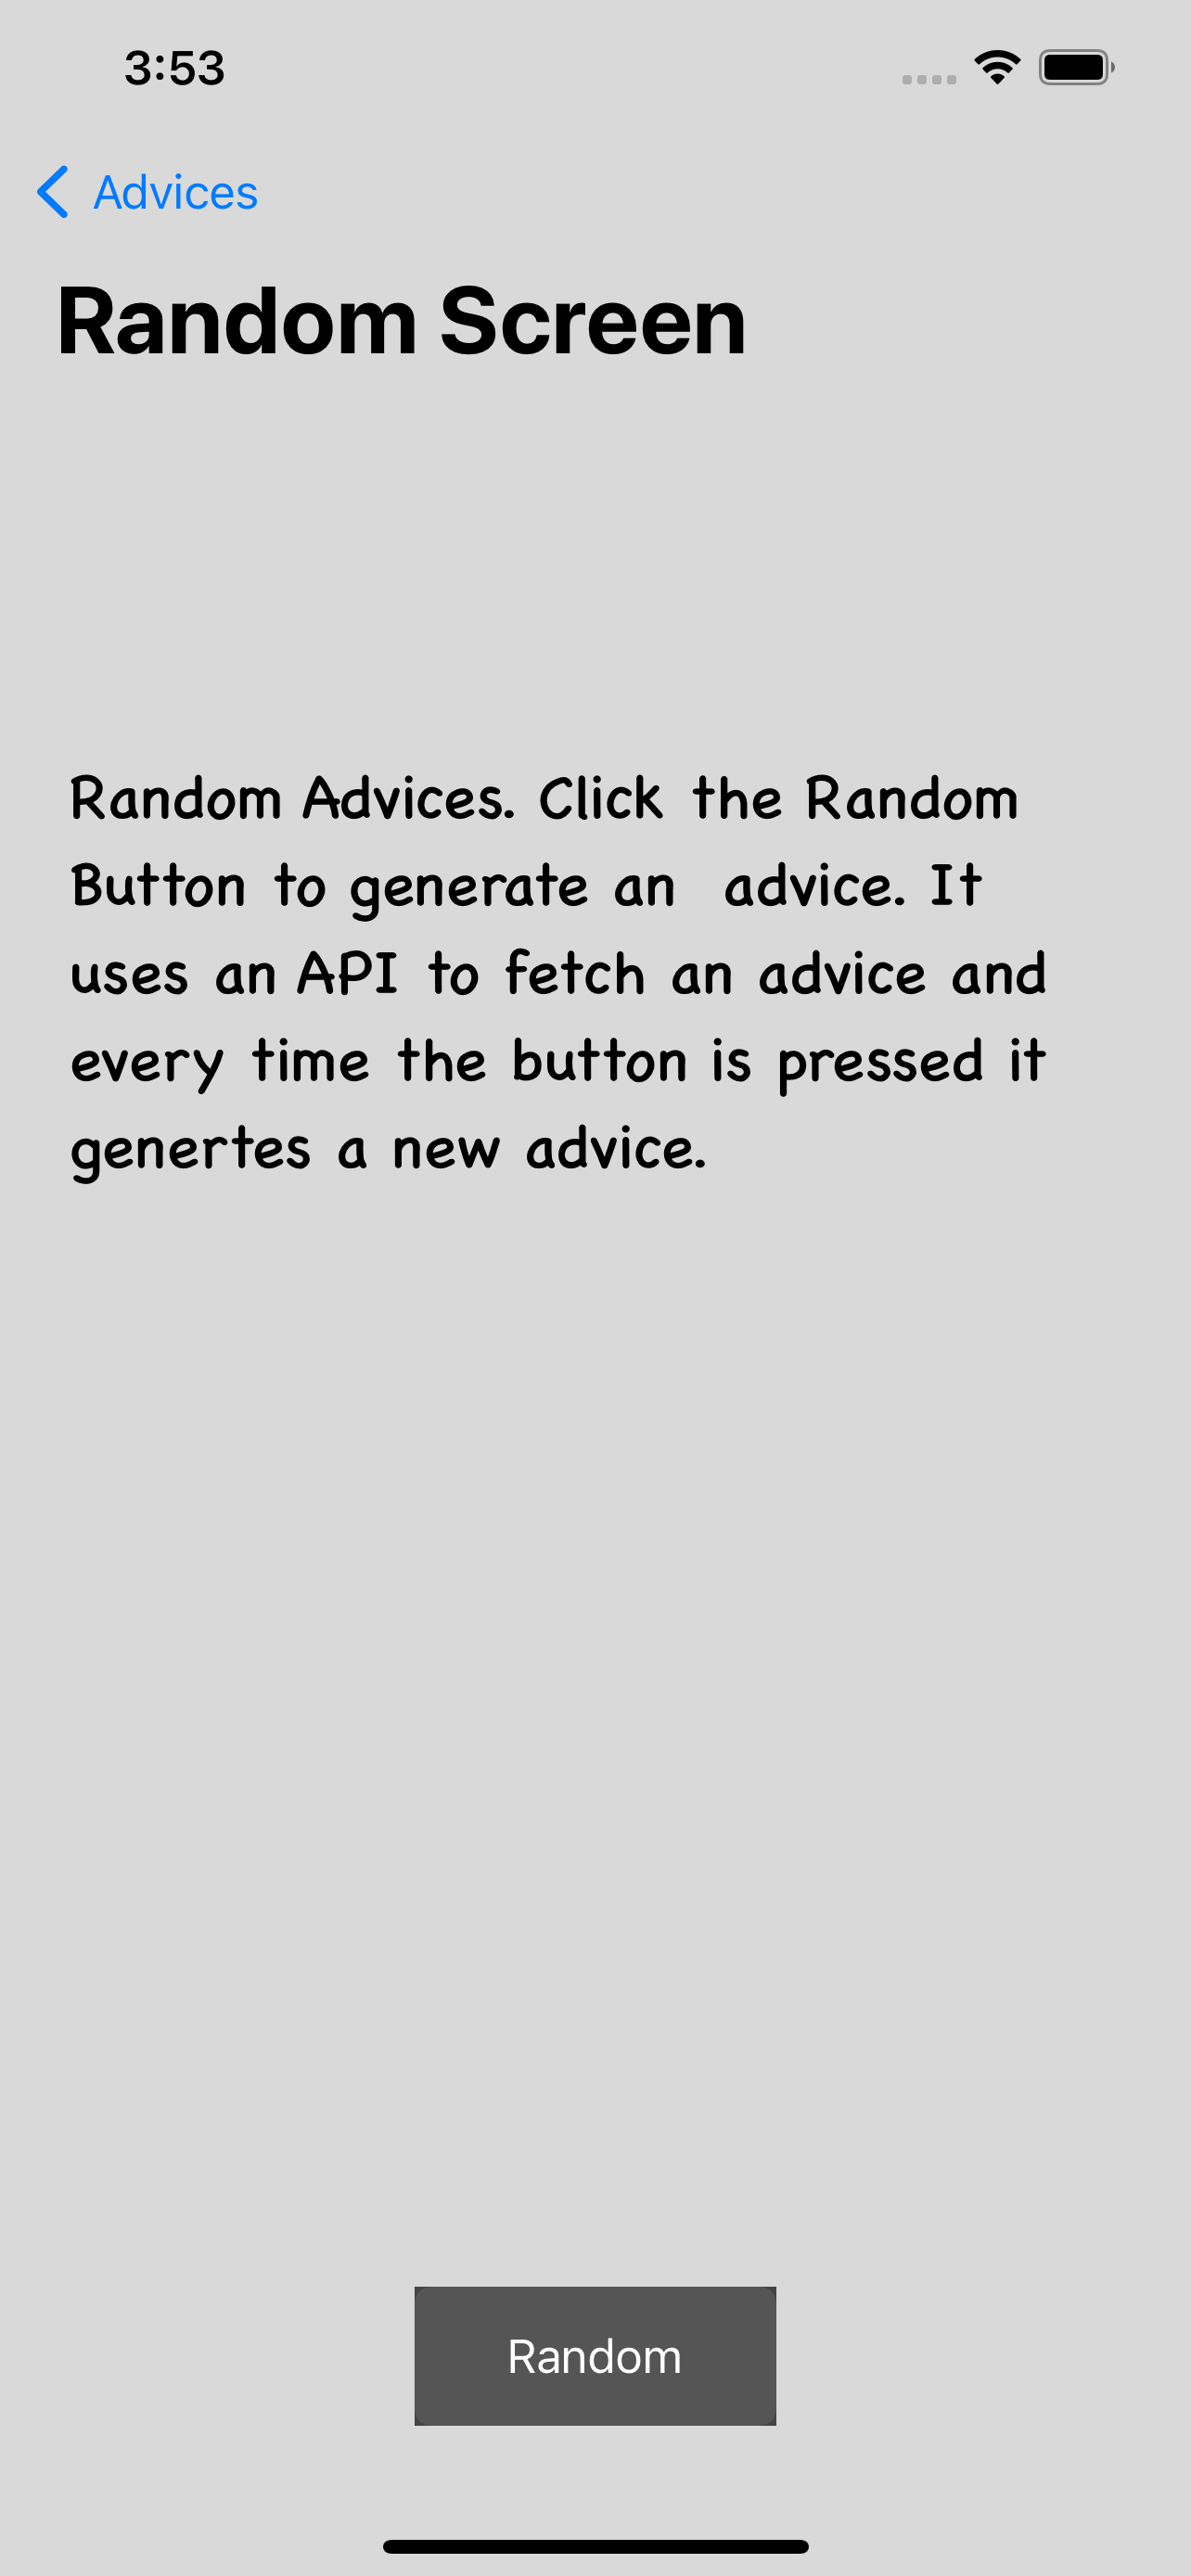 3:53
Advices
Random Screen
Random Advices. Click the Random
Button to generate an  advice. It
uses an API to fetch an advice and
every time the button is pressed it
genertes a new advice.
Random